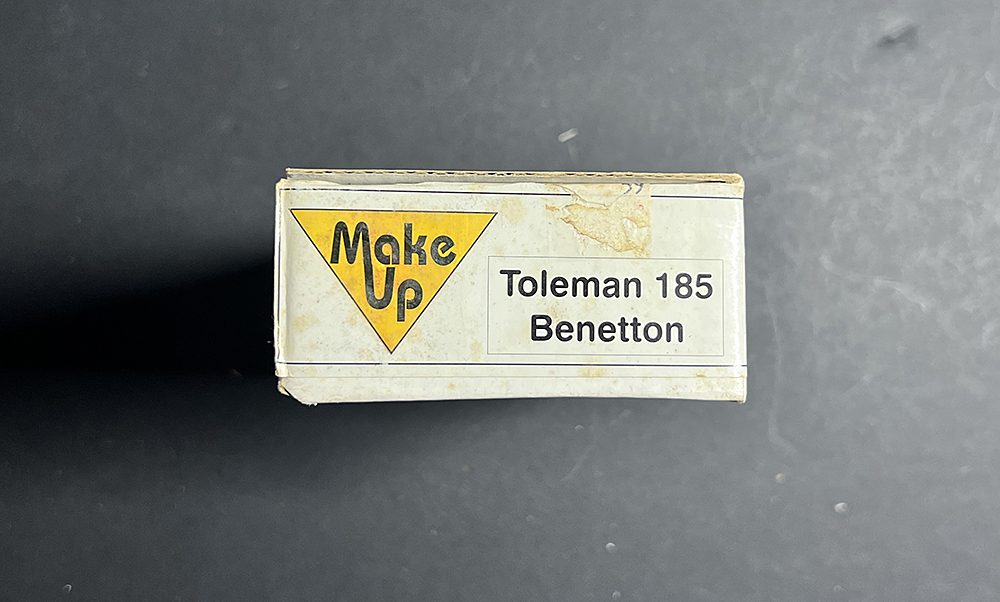 Make
Up
Toleman 185
Benetton